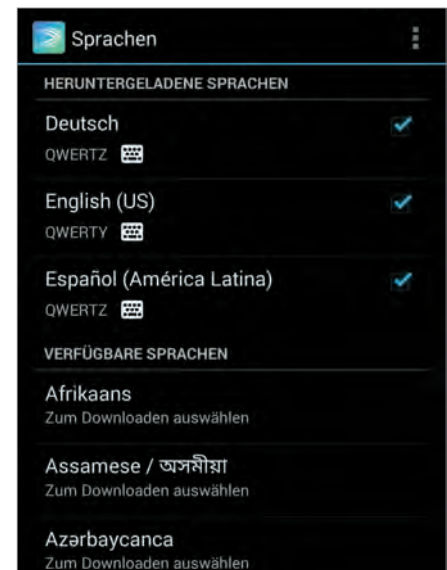 Sprachen
HERUNTERGELADENE SPRACHEN
Deutsch
QWERTZ
English (US)
QWERTY
Español (América Latina)
QWERTZ
VERFÜGBARE SPRACHEN
Afrikaans
Zum Downloaden auswählen
Assamese / অসমীয়া
Zum Downloaden auswählen
Azərbaycanca
Zum Downloaden auswählen